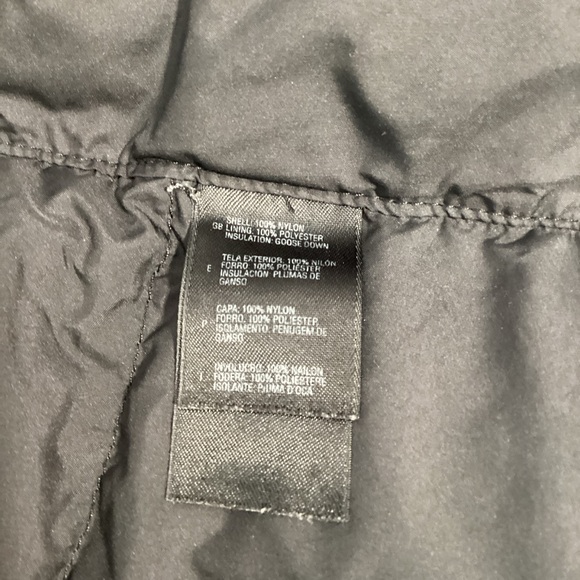 SHELL: 100% NYLON
GB LINING: 100% POLYESTER
INSULATION: GOOSE DOWN
TELA EXTERIOR: 100% NILÓN
E FORRO: 100% POLIÉSTER
INSULACION: PLUMAS DE
GANSO
CAPA: 100% NYLON
P FORRO: 100% POLIESTER
ISOLAMENTO: PENUGEM DE
GANSO
INVOLUCRO: 100% NAILON
I FODERA: 100% POLIESTERE
ISOLANTE: PIUMA D'OCA